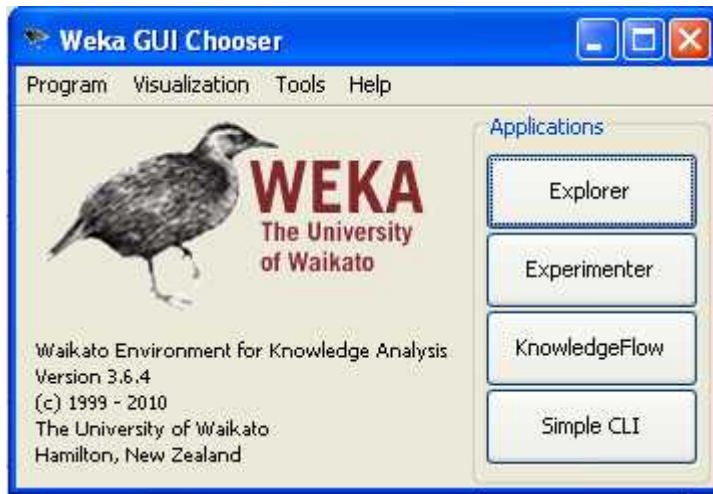 Weka GUI Chooser
Program Visualization Tools Help
WEKA
The University
of Waikato
Waikato Environment for Knowledge Analysis
Version 3.6.4
(c) 1999 - 2010
The University of Waikato
Hamilton, New Zealand
Applications
Explorer
Experimenter
KnowledgeFlow
Simple CLI